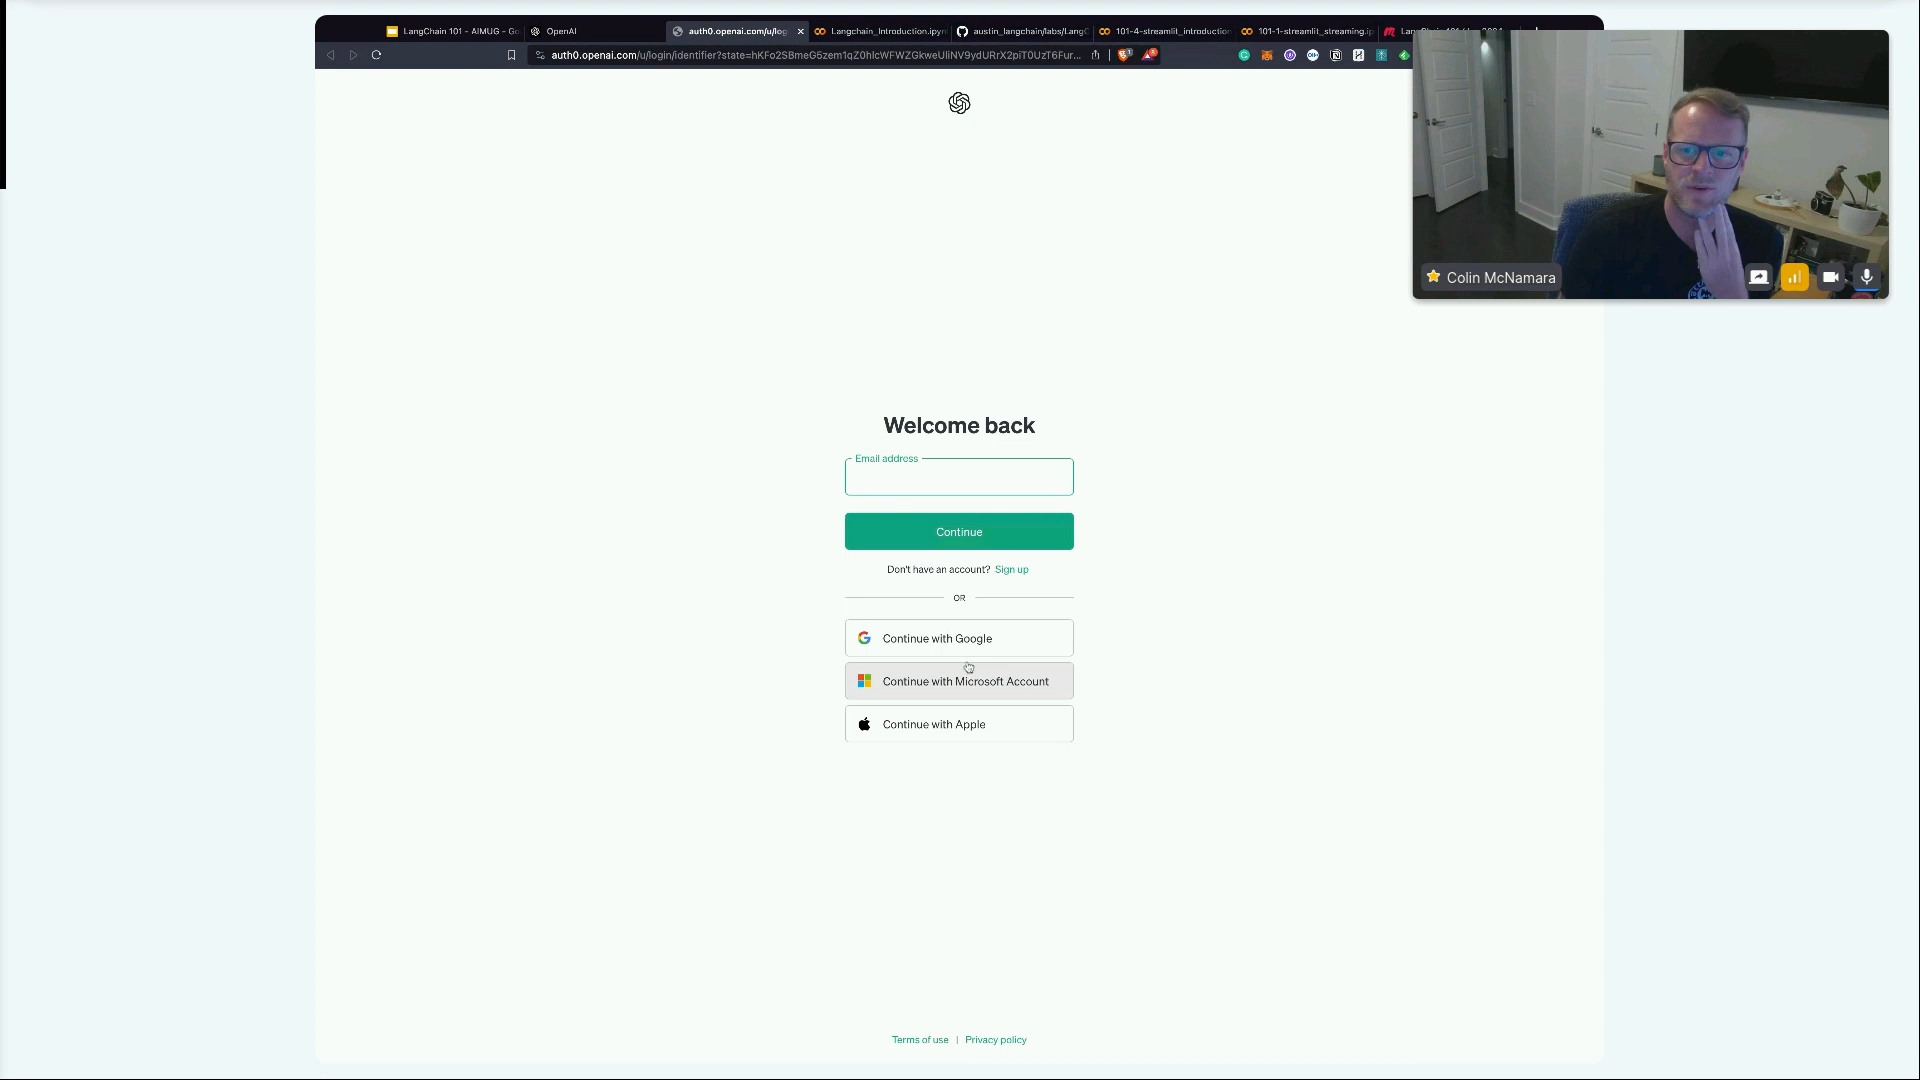 LangChain 101 - AIMUG - Go
OpenAI
auth0.openai.com/u/log
Langchain_Introduction.ipyn
austin_langchain/labs/LangC
101-4-streamlit_introduction
101-1-streamlit_streaming.ip
auth0.openai.com/u/login/identifier?state=hKFo2SBmeG5zem1qZ0hlcWFWZGkweUliNV9ydURrX2piT0UzT6Fur...
Colin McNamara
Welcome back
Email address
Continue
Don't have an account? Sign up
OR
Continue with Google
Continue with Microsoft Account
Continue with Apple
Terms of use | Privacy policy